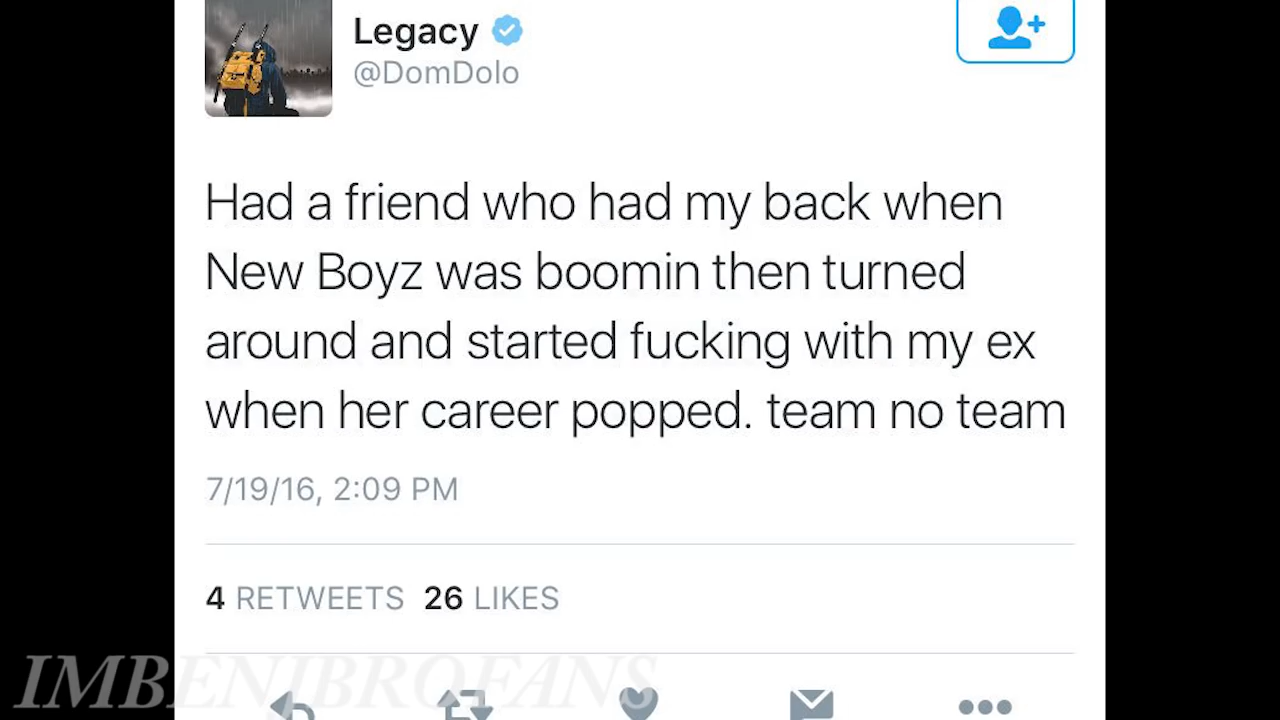 Legacy
@DomDolo
Had a friend who had my back when
New Boyz was boomin then turned
around and started fucking with my ex
when her career popped. team no team
7/19/16, 2:09 PM
4 RETWEETS 26 LIKES
IMBENJBROFANS